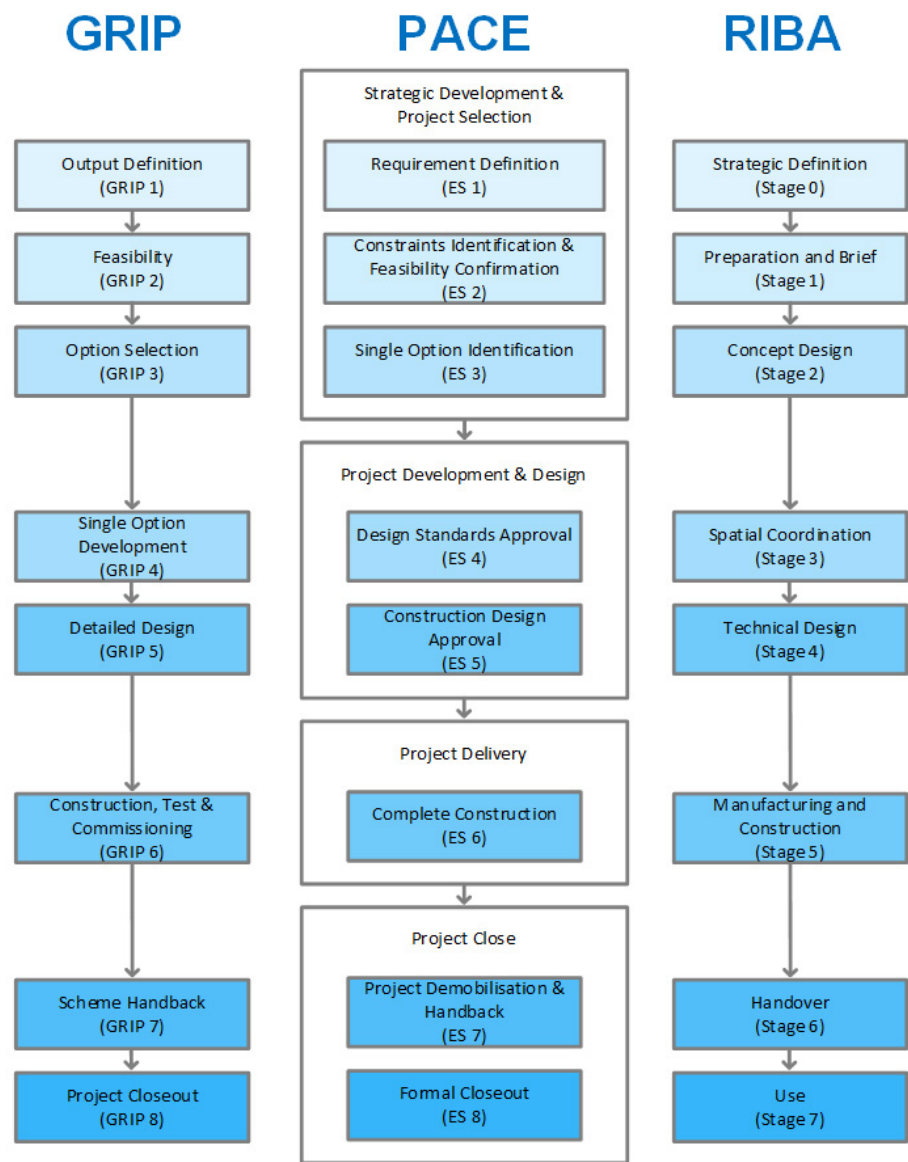 GRIP
PACE
RIBA
Output Definition
(GRIP 1)
Feasibility
(GRIP 2)
Option Selection
(GRIP 3)
Single Option
Development
(GRIP 4)
Detailed Design
(GRIP 5)
Construction, Test &
Commissioning
(GRIP 6)
Scheme Handback
(GRIP 7)
Project Closeout
(GRIP 8)
Strategic Development &
Project Selection
Requirement Definition
(ES 1)
Constraints Identification &
Feasibility Confirmation
(ES 2)
Single Option Identification
(ES 3)
Project Development & Design
Design Standards Approval
(ES 4)
Construction Design
Approval
(ES 5)
Project Delivery
Complete Construction
(ES 6)
Project Close
Project Demobilisation &
Handback
(ES 7)
Formal Closeout
(ES 8)
Strategic Definition
(Stage 0)
Preparation and Brief
(Stage 1)
Concept Design
(Stage 2)
Spatial Coordination
(Stage 3)
Technical Design
(Stage 4)
Manufacturing and
Construction
(Stage 5)
Handover
(Stage 6)
Use
(Stage 7)